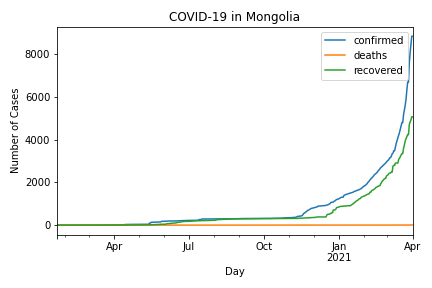 COVID-19 in Mongolia
confirmed
deaths
recovered
Number of Cases
8000
6000
4000
2000
0
Apr
Jul
Oct
Jan
2021
Apr
Day